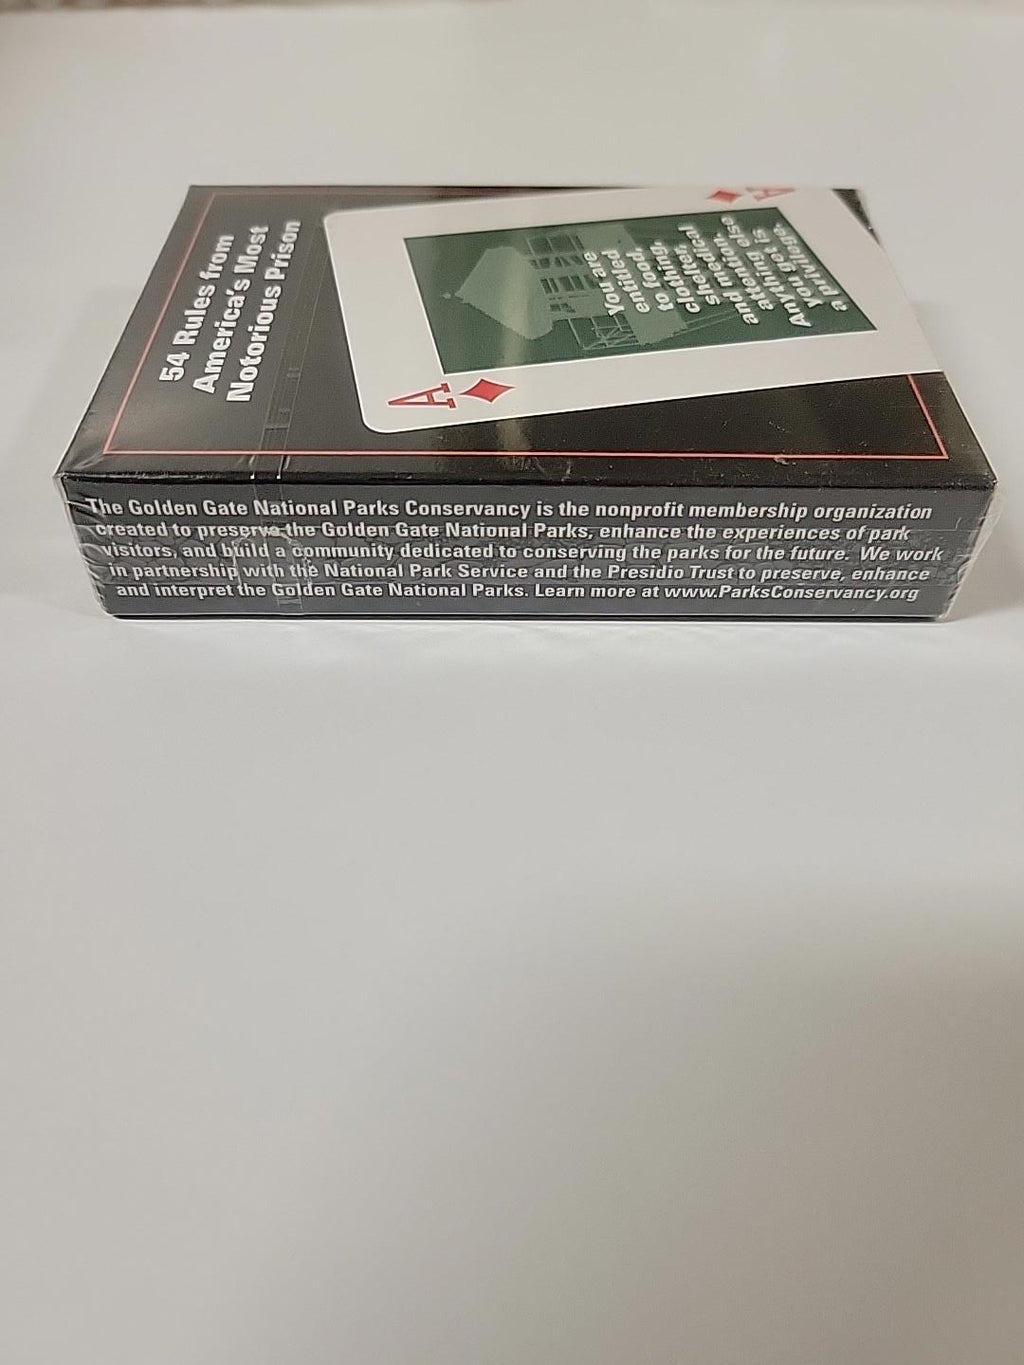 54 Rules from
America's Most
Notorious Prison
A
A
You are
entitled
to food,
clothing,
shelter,
and medical
attention.
Anything else
you get is
a privilege.
The Golden Gate National Parks Conservancy is the nonprofit membership organization
created to preserve the Golden Gate National Parks, enhance the experiences of park
visitors, and build a community dedicated to conserving the parks for the future. We work
in partnership with the National Park Service and the Presidio Trust to preserve, enhance
and interpret the Golden Gate National Parks. Learn more at www.ParksConservancy.org